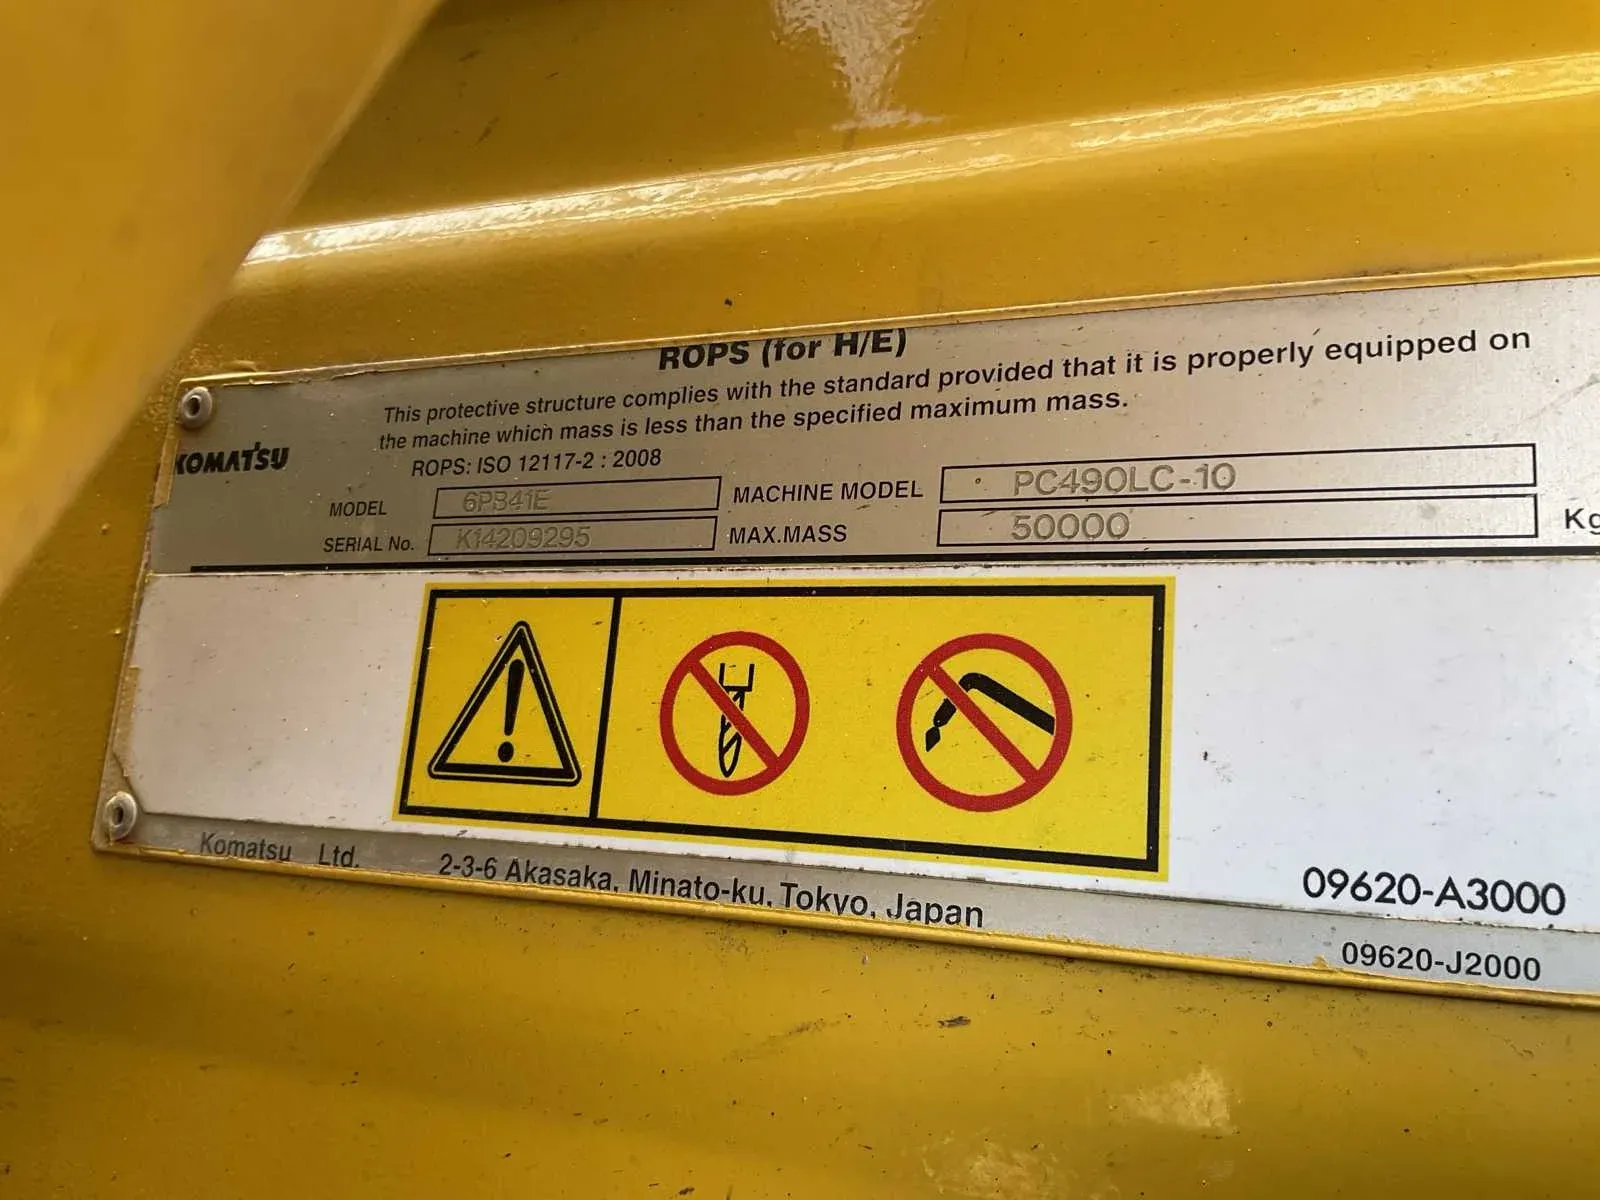 ROPS (for H/E)
This protective structure complies with the standard provided that it is properly equipped on
the machine which mass is less than the specified maximum mass.
KOMATSU
ROPS: ISO 12117-2 : 2008
MODEL 6PB41E MACHINE MODEL PC490LC-10
SERIAL No. K14209295 MAX.MASS 50000 Kg
Komatsu Ltd. 2-3-6 Akasaka, Minato-ku, Tokyo, Japan
09620-A3000
09620-J2000